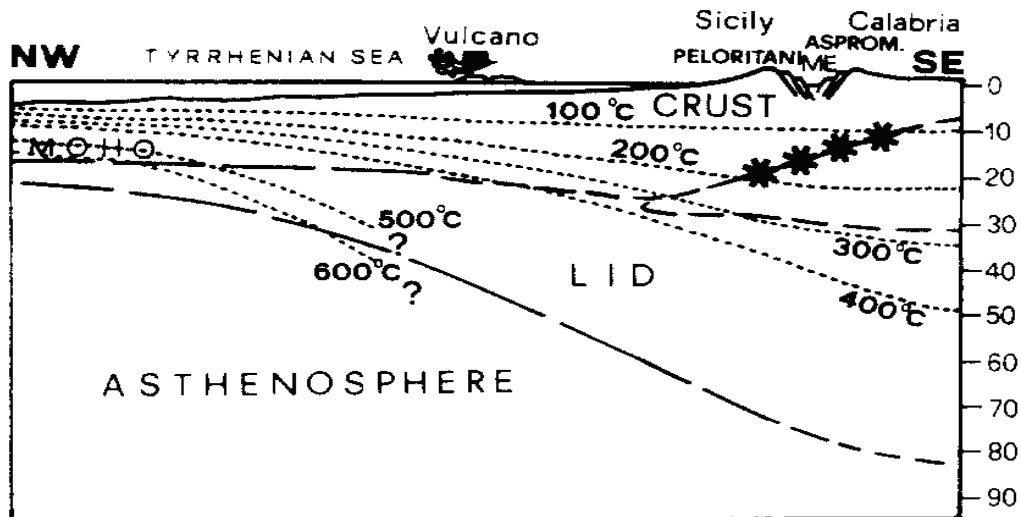 Sicily Calabria
Vulcano
NW TYRRHENIAN SEA PELORITANI ME ASPROM. SE
0
100°C CRUST
10
MOHO
200°C
20
30
500°C
?
300°C
600°C
?
LID
40
400°C
50
ASTHENOSPHERE
60
70
80
90